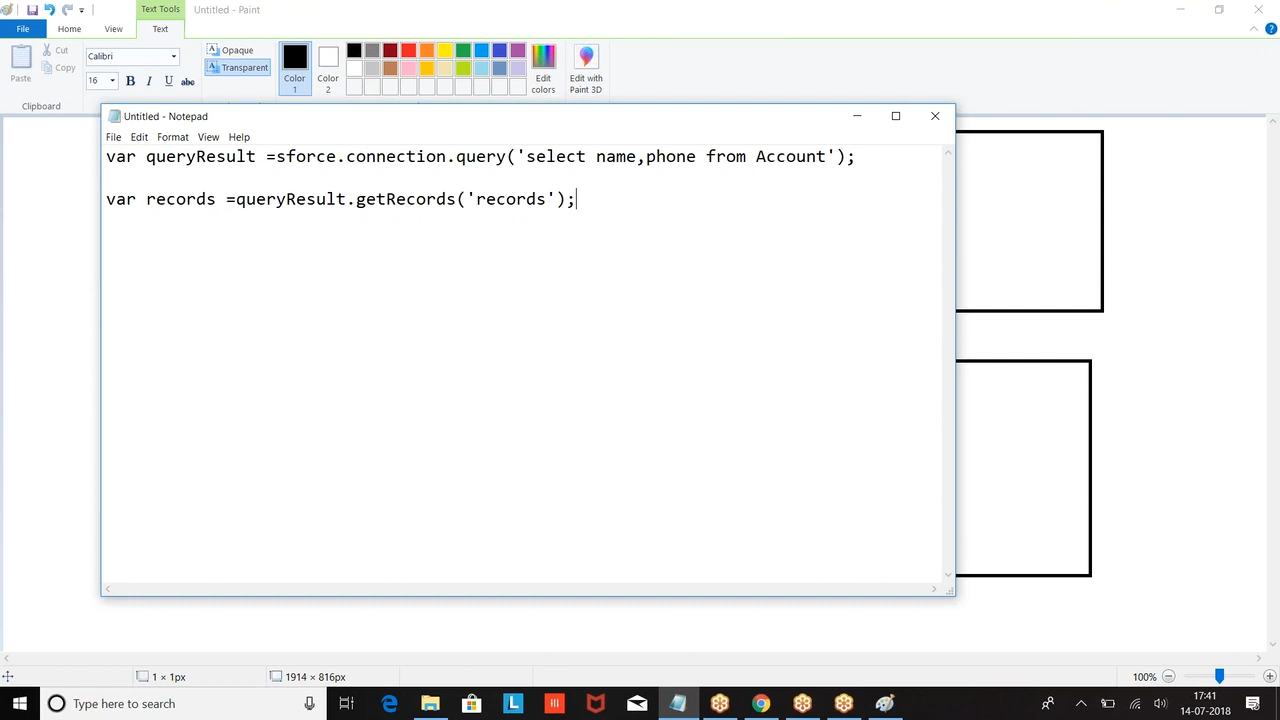 Text Tools
Untitled - Paint
File
Home
View
Text
Paste
Cut
Copy
Clipboard
Calibri
16
B I U abc
Opaque
Transparent
Color 1
Color 2
Edit colors
Edit with Paint 3D
Untitled - Notepad
File Edit Format View Help
var queryResult =sforce.connection.query('select name,phone from Account');
var records =queryResult.getRecords('records');
1 × 1px
1914 × 816px
100%
Type here to search
17:41
14-07-2018